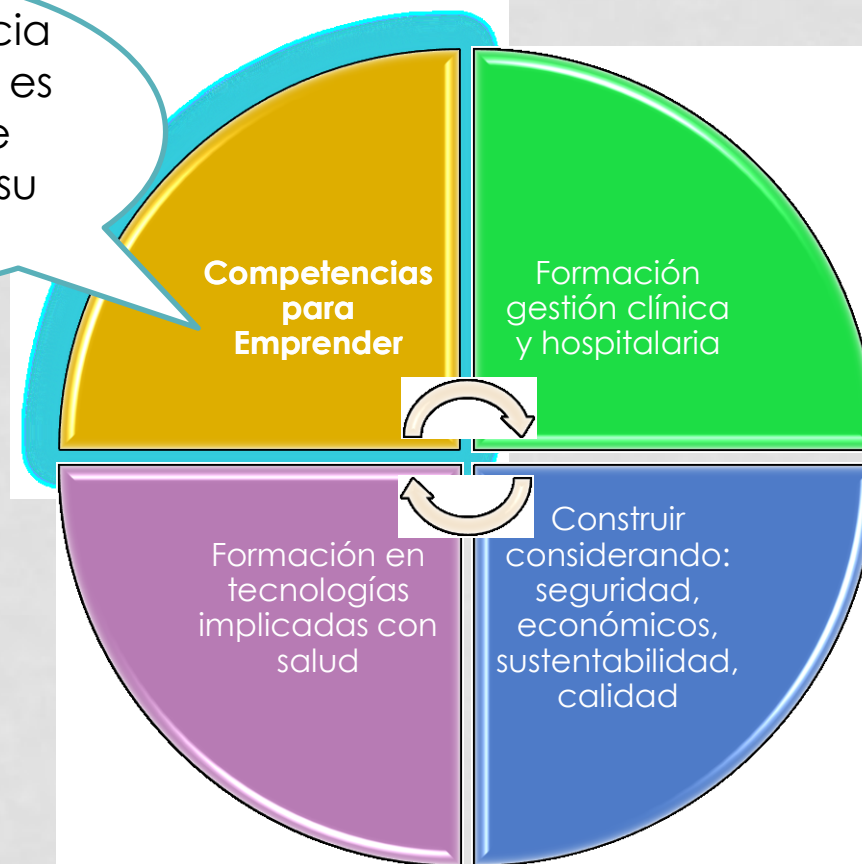 cia
es
e
su
Competencias
para
Emprender
Formación
gestión clínica
y hospitalaria
Formación en
tecnologías
implicadas con
salud
Construir
considerando:
seguridad,
económicos,
sustentabilidad,
calidad